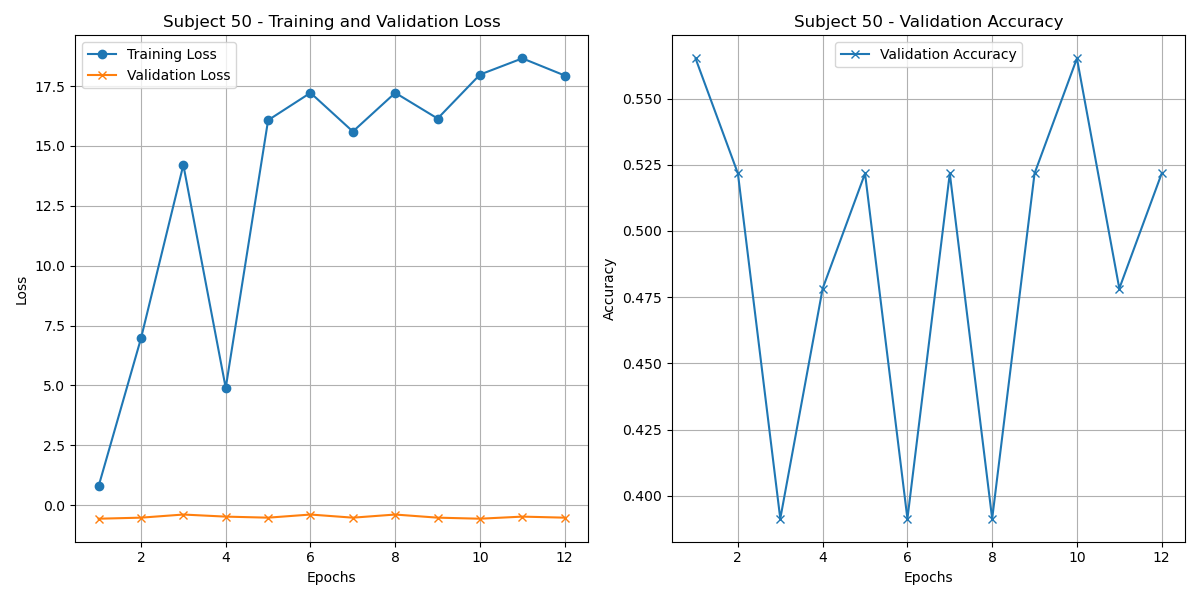 Subject 50 - Training and Validation Loss
Training Loss
Validation Loss
17.5
15.0
12.5
10.0
7.5
5.0
2.5
0.0
Loss
2 4 6 8 10 12
Epochs
Subject 50 - Validation Accuracy
Validation Accuracy
0.550
0.525
0.500
0.475
0.450
0.425
0.400
Accuracy
2 4 6 8 10 12
Epochs